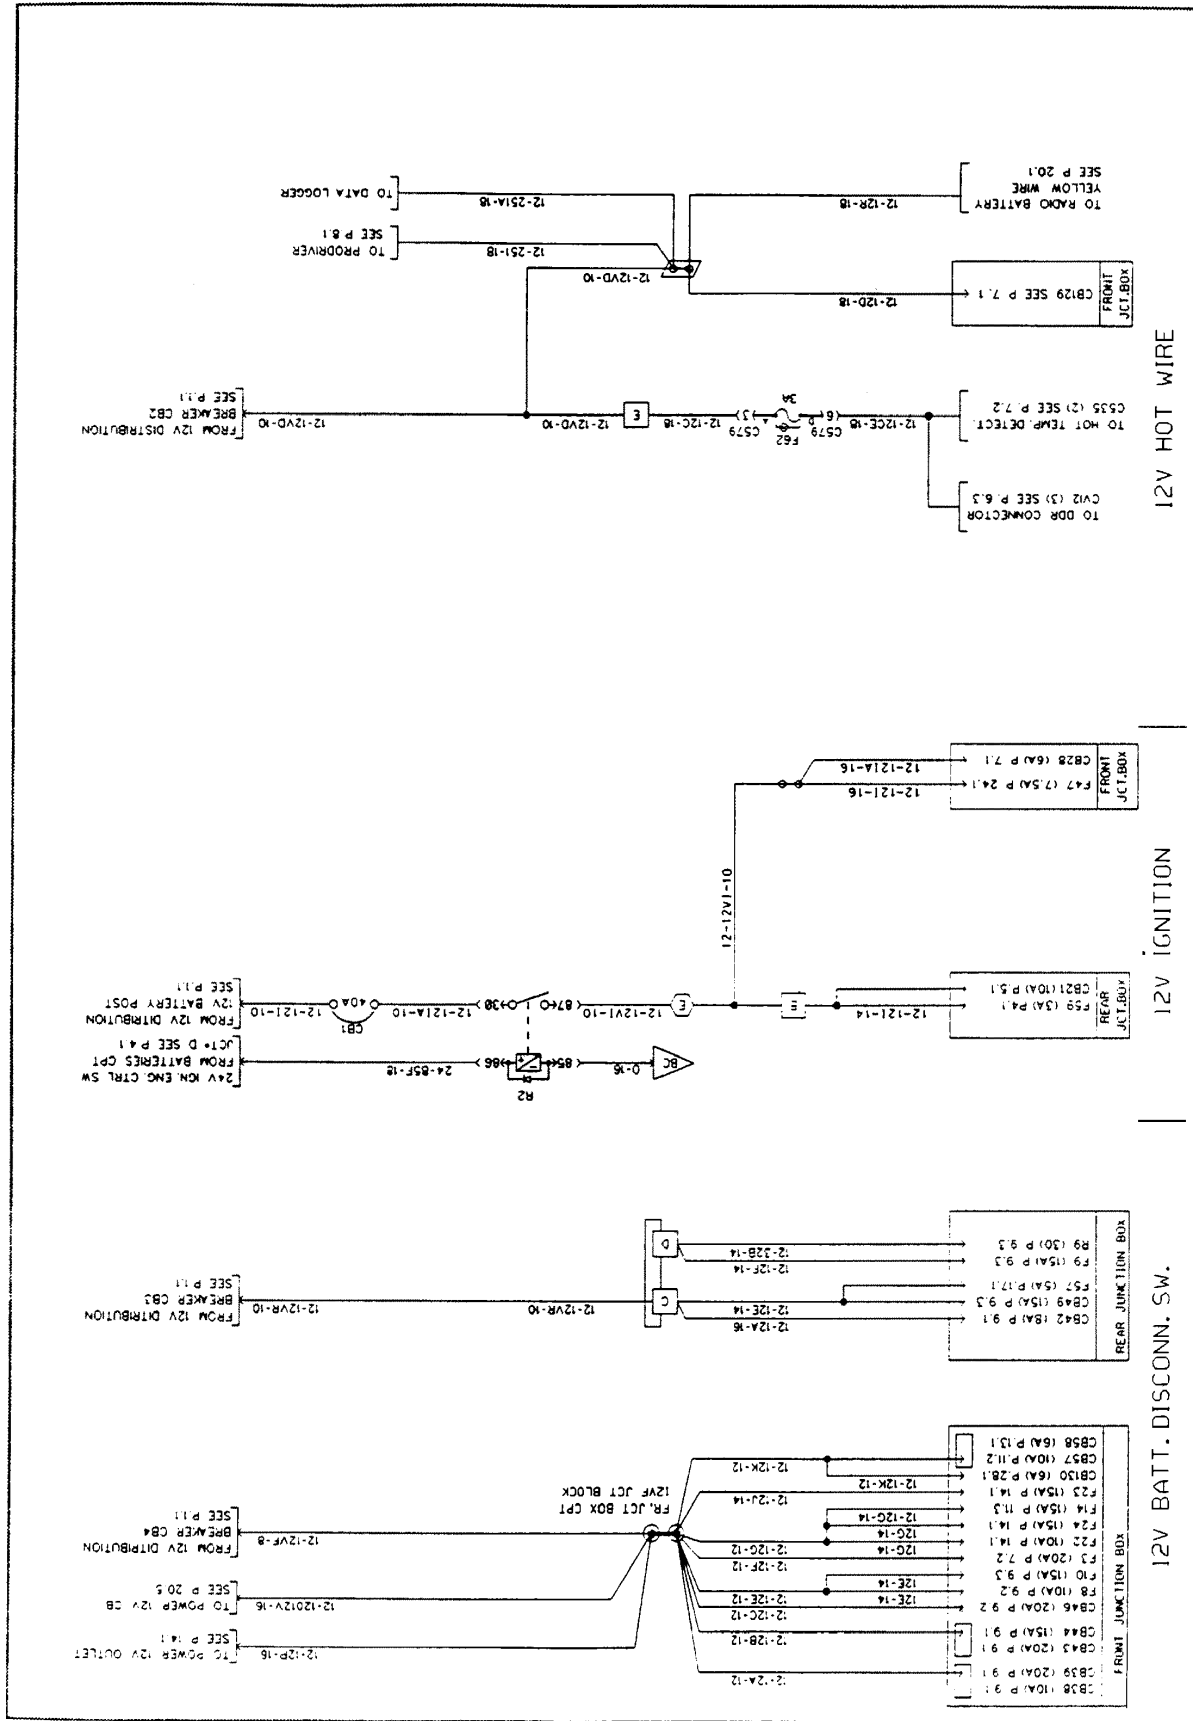 12V HOT WIRE
TO DATA LOGGER
12-251A-18
TO PRODRIVER
SEE P 8.1
12-251-18
12-12VD-10
12-12R-18
TO RADIO BATTERY
YELLOW WIRE
SEE P 20.1
12-12D-18
CB129 SEE P 7.1
FRONT
JCT.BOX
FROM 12V DISTRIBUTION
BREAKER CB2
SEE P.1.1
12-12VD-10
12-12VD-10
E
12-12C-18
3
C579
A
F62
3A
D
6
C579
12-12CE-18
TO HOT TEMP. DETECT.
C535 (2) SEE P. 7.2
TO DDR CONNECTOR
CV12 (3) SEE P. 6.3
12V IGNITION
12-12IA-16
12-12I-16
CB28 (6A) P 7.1
F47 (7.5A) P 24.1
FRONT
JCT.BOX
12-12VI-10
FROM 12V DITRIBUTION
12V BATTERY POST
SEE P.1.1
12-12I-10
40A
CB1
12-12IA-10
30
87
12-12VI-10
E
E
12-12I-14
CB21 (10A) P.5.1
F59 (3A) P4.1
REAR
JCT.BOX
24V IGN. ENG. CTRL SW
FROM BATTERIES CPT
JCT• D SEE P 4.1
24-85F-18
86
R2
85
0-16
BC
12V BATT. DISCONN. SW.
FROM 12V DITRIBUTION
BREAKER CB3
SEE P 1.1
12-12VR-10
12-12VR-10
D
C
12-32B-14
12-12F-14
12-12E-14
12-12A-16
R9 (30) P 9.3
F9 (15A) P 9.3
F57 (5A) P.17.1
CB49 (15A) P 9.3
CB42 (8A) P 9.1
REAR JUNCTION BOX
FROM 12V DITRIBUTION
BREAKER CB4
SEE P 1.1
12-12VF-8
TO POWER 12V CB
SEE P 20.5
12-12012V-16
TO POWER 12V OUTLET
SEE P 14.1
12-12P-16
FR. JCT BOX CPT
12VF JCT BLOCK
12-12K-12
12-12K-12
12-12J-14
12-12G-14
12G-14
12G-14
12-12G-12
12-12F-12
12E-14
12E-14
12-12E-12
12-12C-12
12-12B-12
12-12A-12
CB58 (6A) P.13.1
CB57 (10A) P.11.2
CB130 (6A) P.28.1
F23 (15A) P 14.1
F14 (15A) P 11.3
F24 (15A) P 14.1
F22 (10A) P 14.1
F3 (20A) P 7.2
F10 (15A) P 9.3
F8 (10A) P 9.2
CB46 (20A) P 9.2
CB44 (15A) P 9.1
CB43 (20A) P 9.1
CB39 (20A) P 9.1
CB38 (10A) P 9.1
FRONT JUNCTION BOX